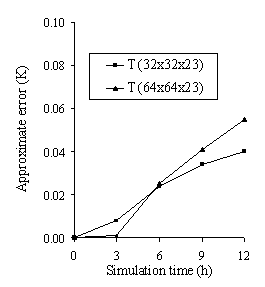 0.10
T (32x32x23)
T (64x64x23)
0.08
0.06
0.04
0.02
0.00
Approximate error (K)
0 3 6 9 12
Simulation time (h)